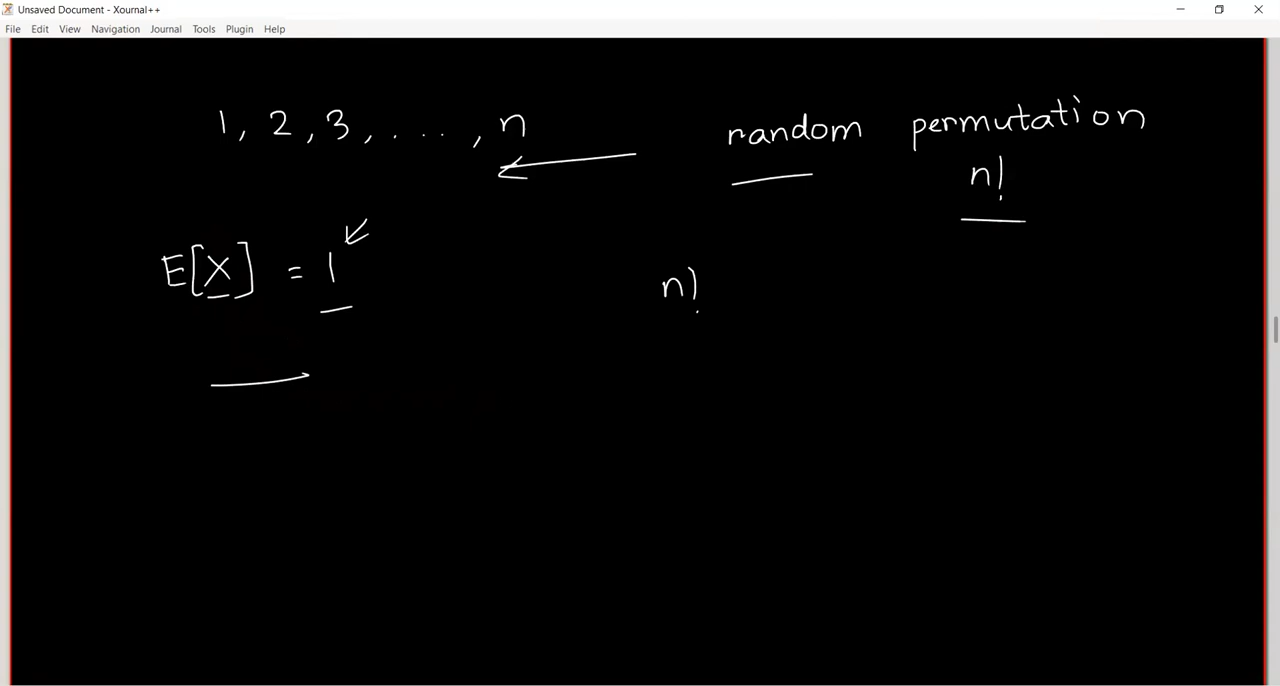 Unsaved Document - Xournal++
File Edit View Navigation Journal Tools Plugin Help
1, 2, 3, . . . . , n random permutation
n!
E[X] = 1 n!